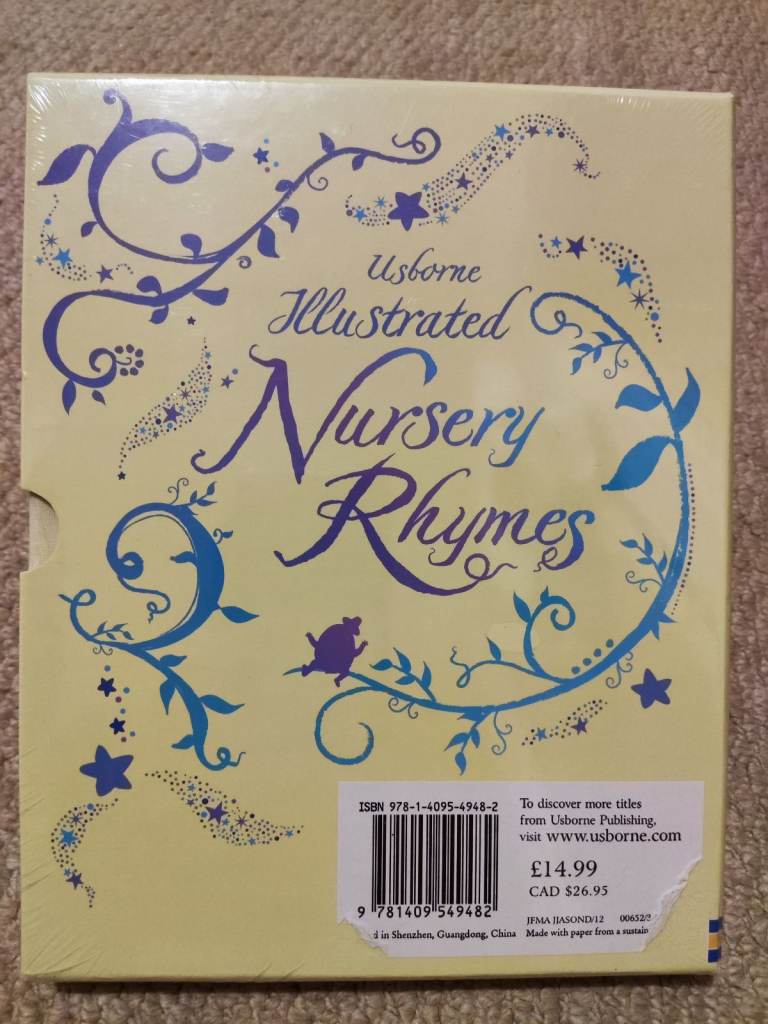 Usborne
Illustrated
Nursery
Rhymes
ISBN 978-1-4095-4948-2
9 781409 549482
To discover more titles
from Usborne Publishing,
visit www.usborne.com
£14.99
CAD $26.95
JFMA JJASOND/12 00652/3
d in Shenzhen, Guangdong, China
Made with paper from a sustain